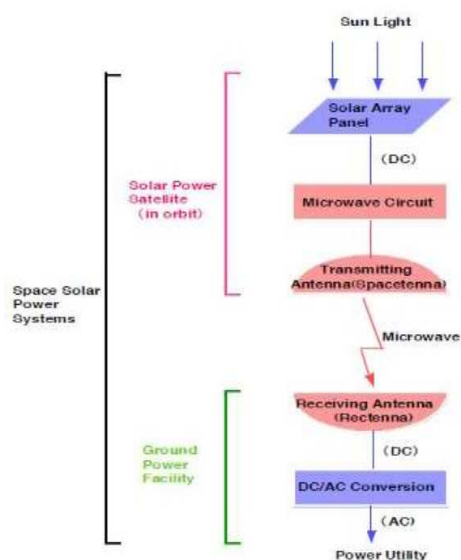 Sun Light
Solar Array
Panel
(DC)
Solar Power
Satellite
(in orbit)
Microwave Circuit
Transmitting
Antenna(Spacetenna)
Space Solar
Power
Systems
Microwave
Receiving Antenna
(Rectenna)
Ground
Power
Facility
(DC)
DC/AC Conversion
(AC)
Power Utility